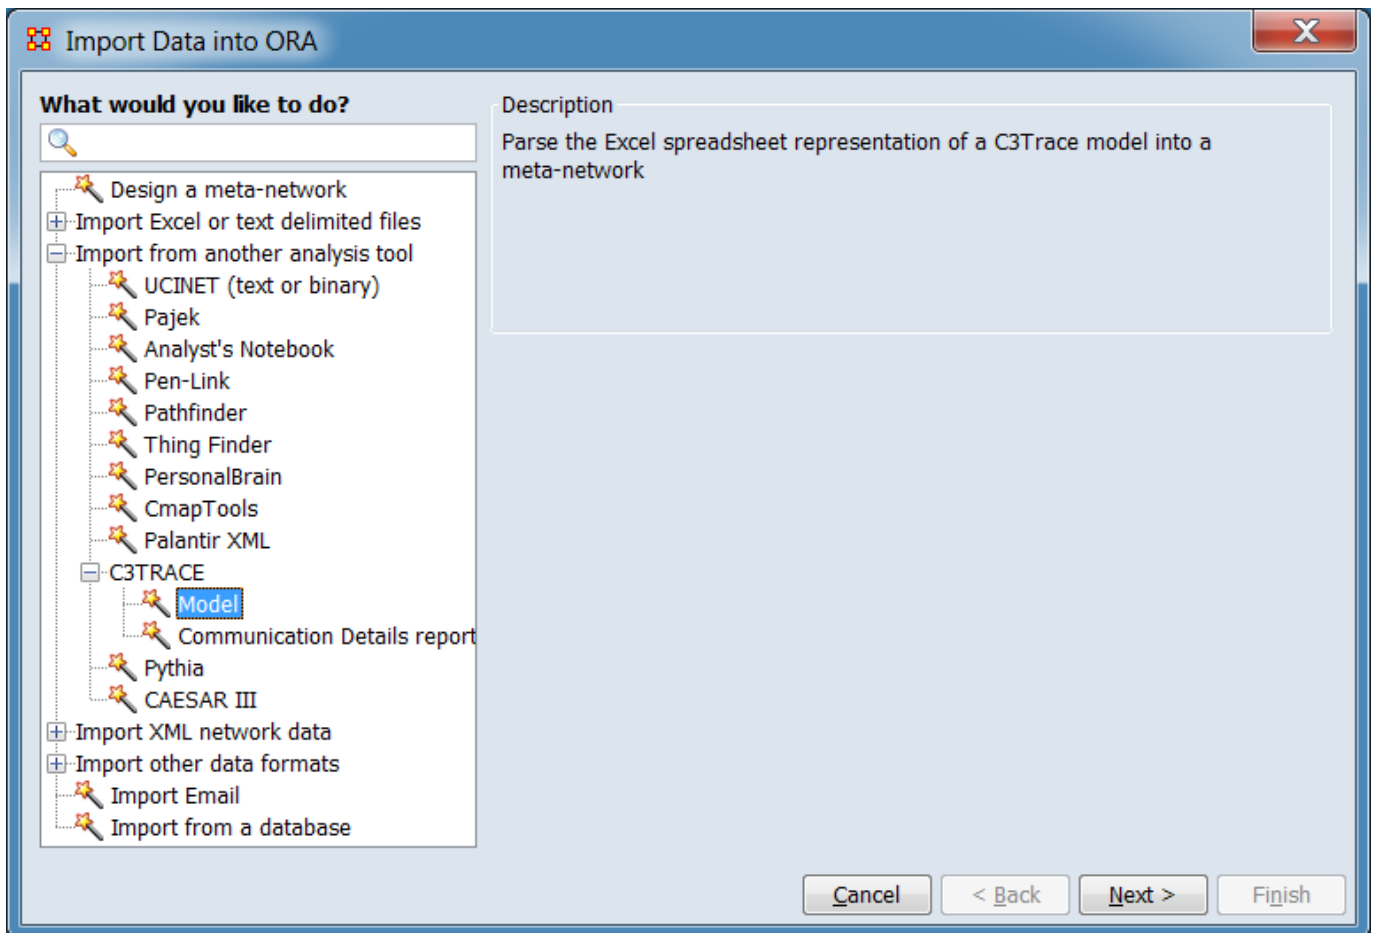 Import Data into ORA
What would you like to do?
Design a meta-network
Import Excel or text delimited files
Import from another analysis tool
UCINET (text or binary)
Pajek
Analyst's Notebook
Pen-Link
Pathfinder
Thing Finder
PersonalBrain
CmapTools
Palantir XML
C3TRACE
Model
Communication Details report
Pythia
CAESAR III
Import XML network data
Import other data formats
Import Email
Import from a database
Description
Parse the Excel spreadsheet representation of a C3Trace model into a
meta-network
Cancel
< Back
Next >
Finish